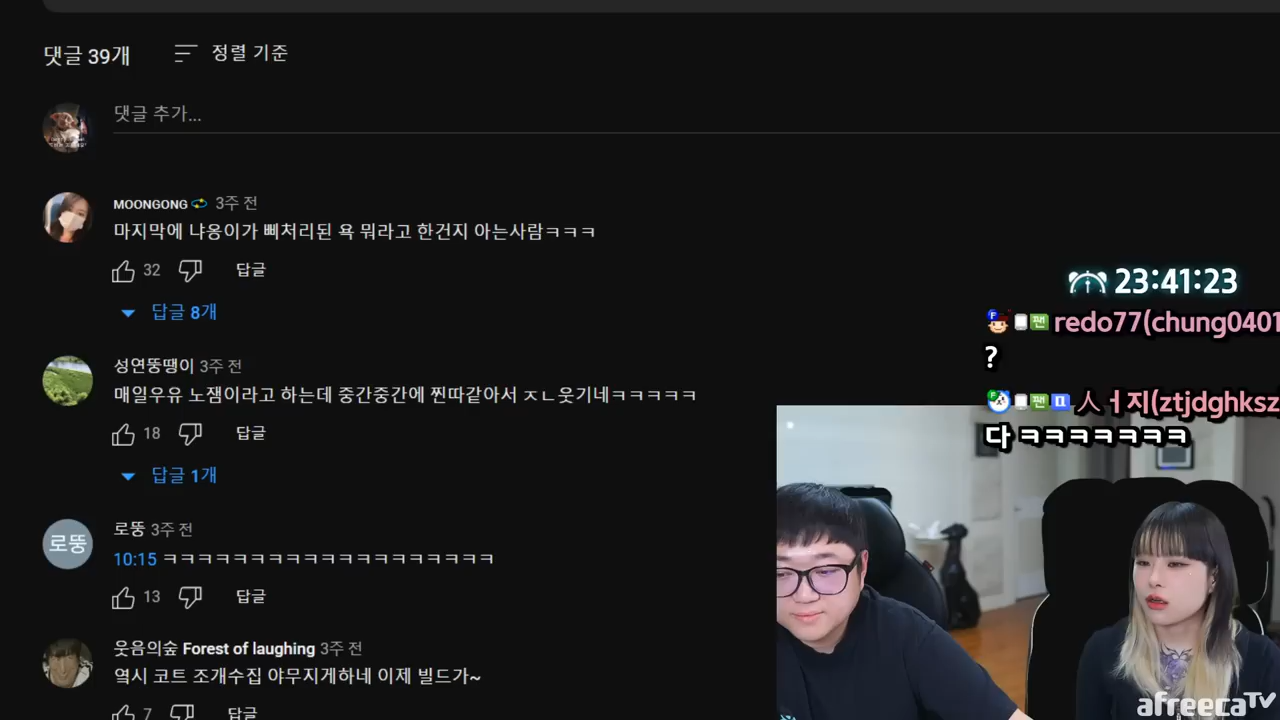 댓글 39개
정렬 기준
댓글 추가...
MOONGONG 3주 전
마지막에 냐옹이가 삐처리된 욕 뭐라고 한건지 아는사람ㅋㅋㅋ
32 답글
답글 8개
성연뚱땡이 3주 전
매일우유 노잼이라고 하는데 중간중간에 찐따같아서 ㅈㄴ웃기네ㅋㅋㅋㅋㅋ
18 답글
답글 1개
로뚱
로뚱 3주 전
10:15 ㅋㅋㅋㅋㅋㅋㅋㅋㅋㅋㅋㅋㅋㅋㅋㅋㅋㅋㅋ
13 답글
웃음의숲 Forest of laughing 3주 전
역시 코트 조개수집 야무지게하네 이제 빌드가~
7 답글
23:41:23
팬 redo77(chung0401
?
팬 ㅅㅓ지(ztjdghksz
다 ㅋㅋㅋㅋㅋㅋㅋ
afreecaTV